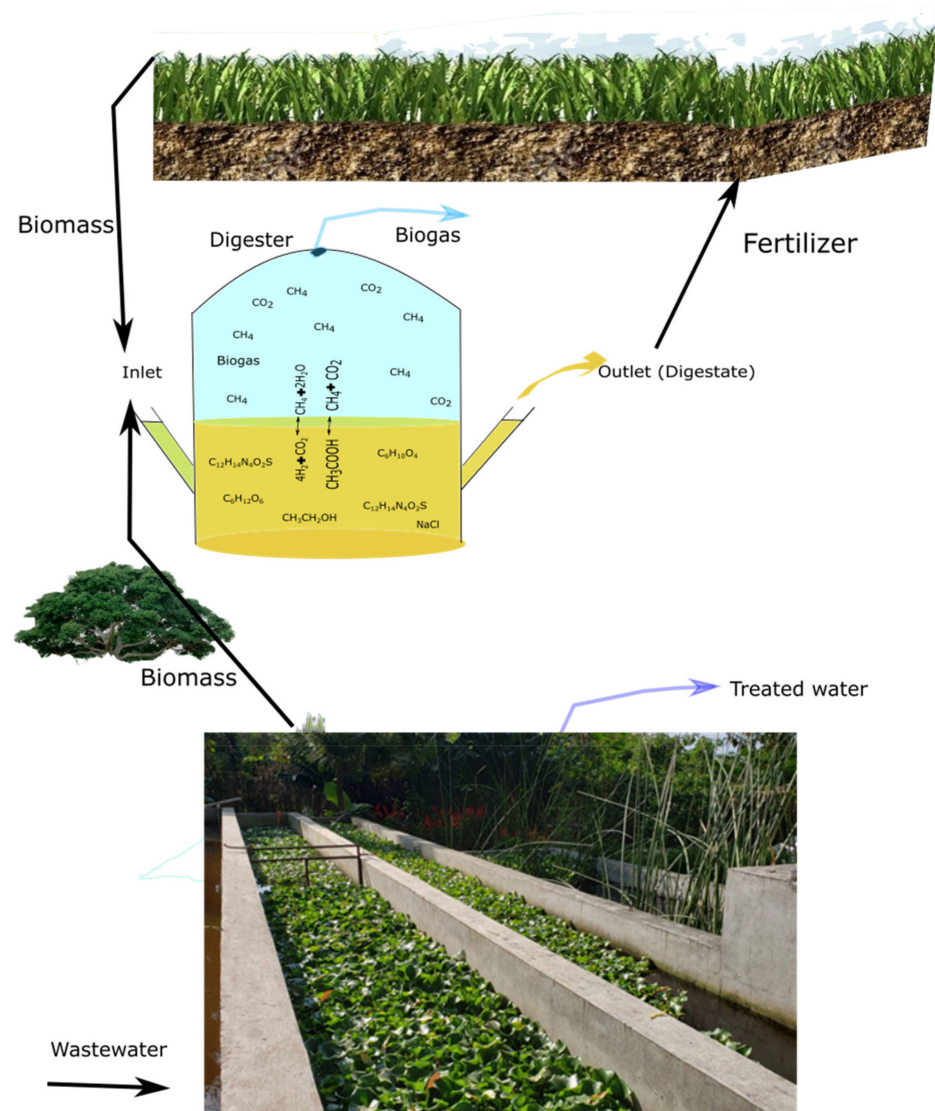 Biomass
Digester
Biogas
Fertilizer
CH₄
CO₂
CO₂
CH₄
CH₄
CH₄
Biogas
Inlet
CH₄
CH₄
CO₂
4H₂+CO₂ ↔ CH₄+2H₂O
CH₃COOH ↔ CH₄+ CO₂
Outlet (Digestate)
C₁₂H₁₄N₄O₂S
C₆H₁₀O₄
C₆H₁₂O₆
C₁₂H₁₄N₄O₂S
CH₃CH₂OH
NaCl
Biomass
Treated water
Wastewater